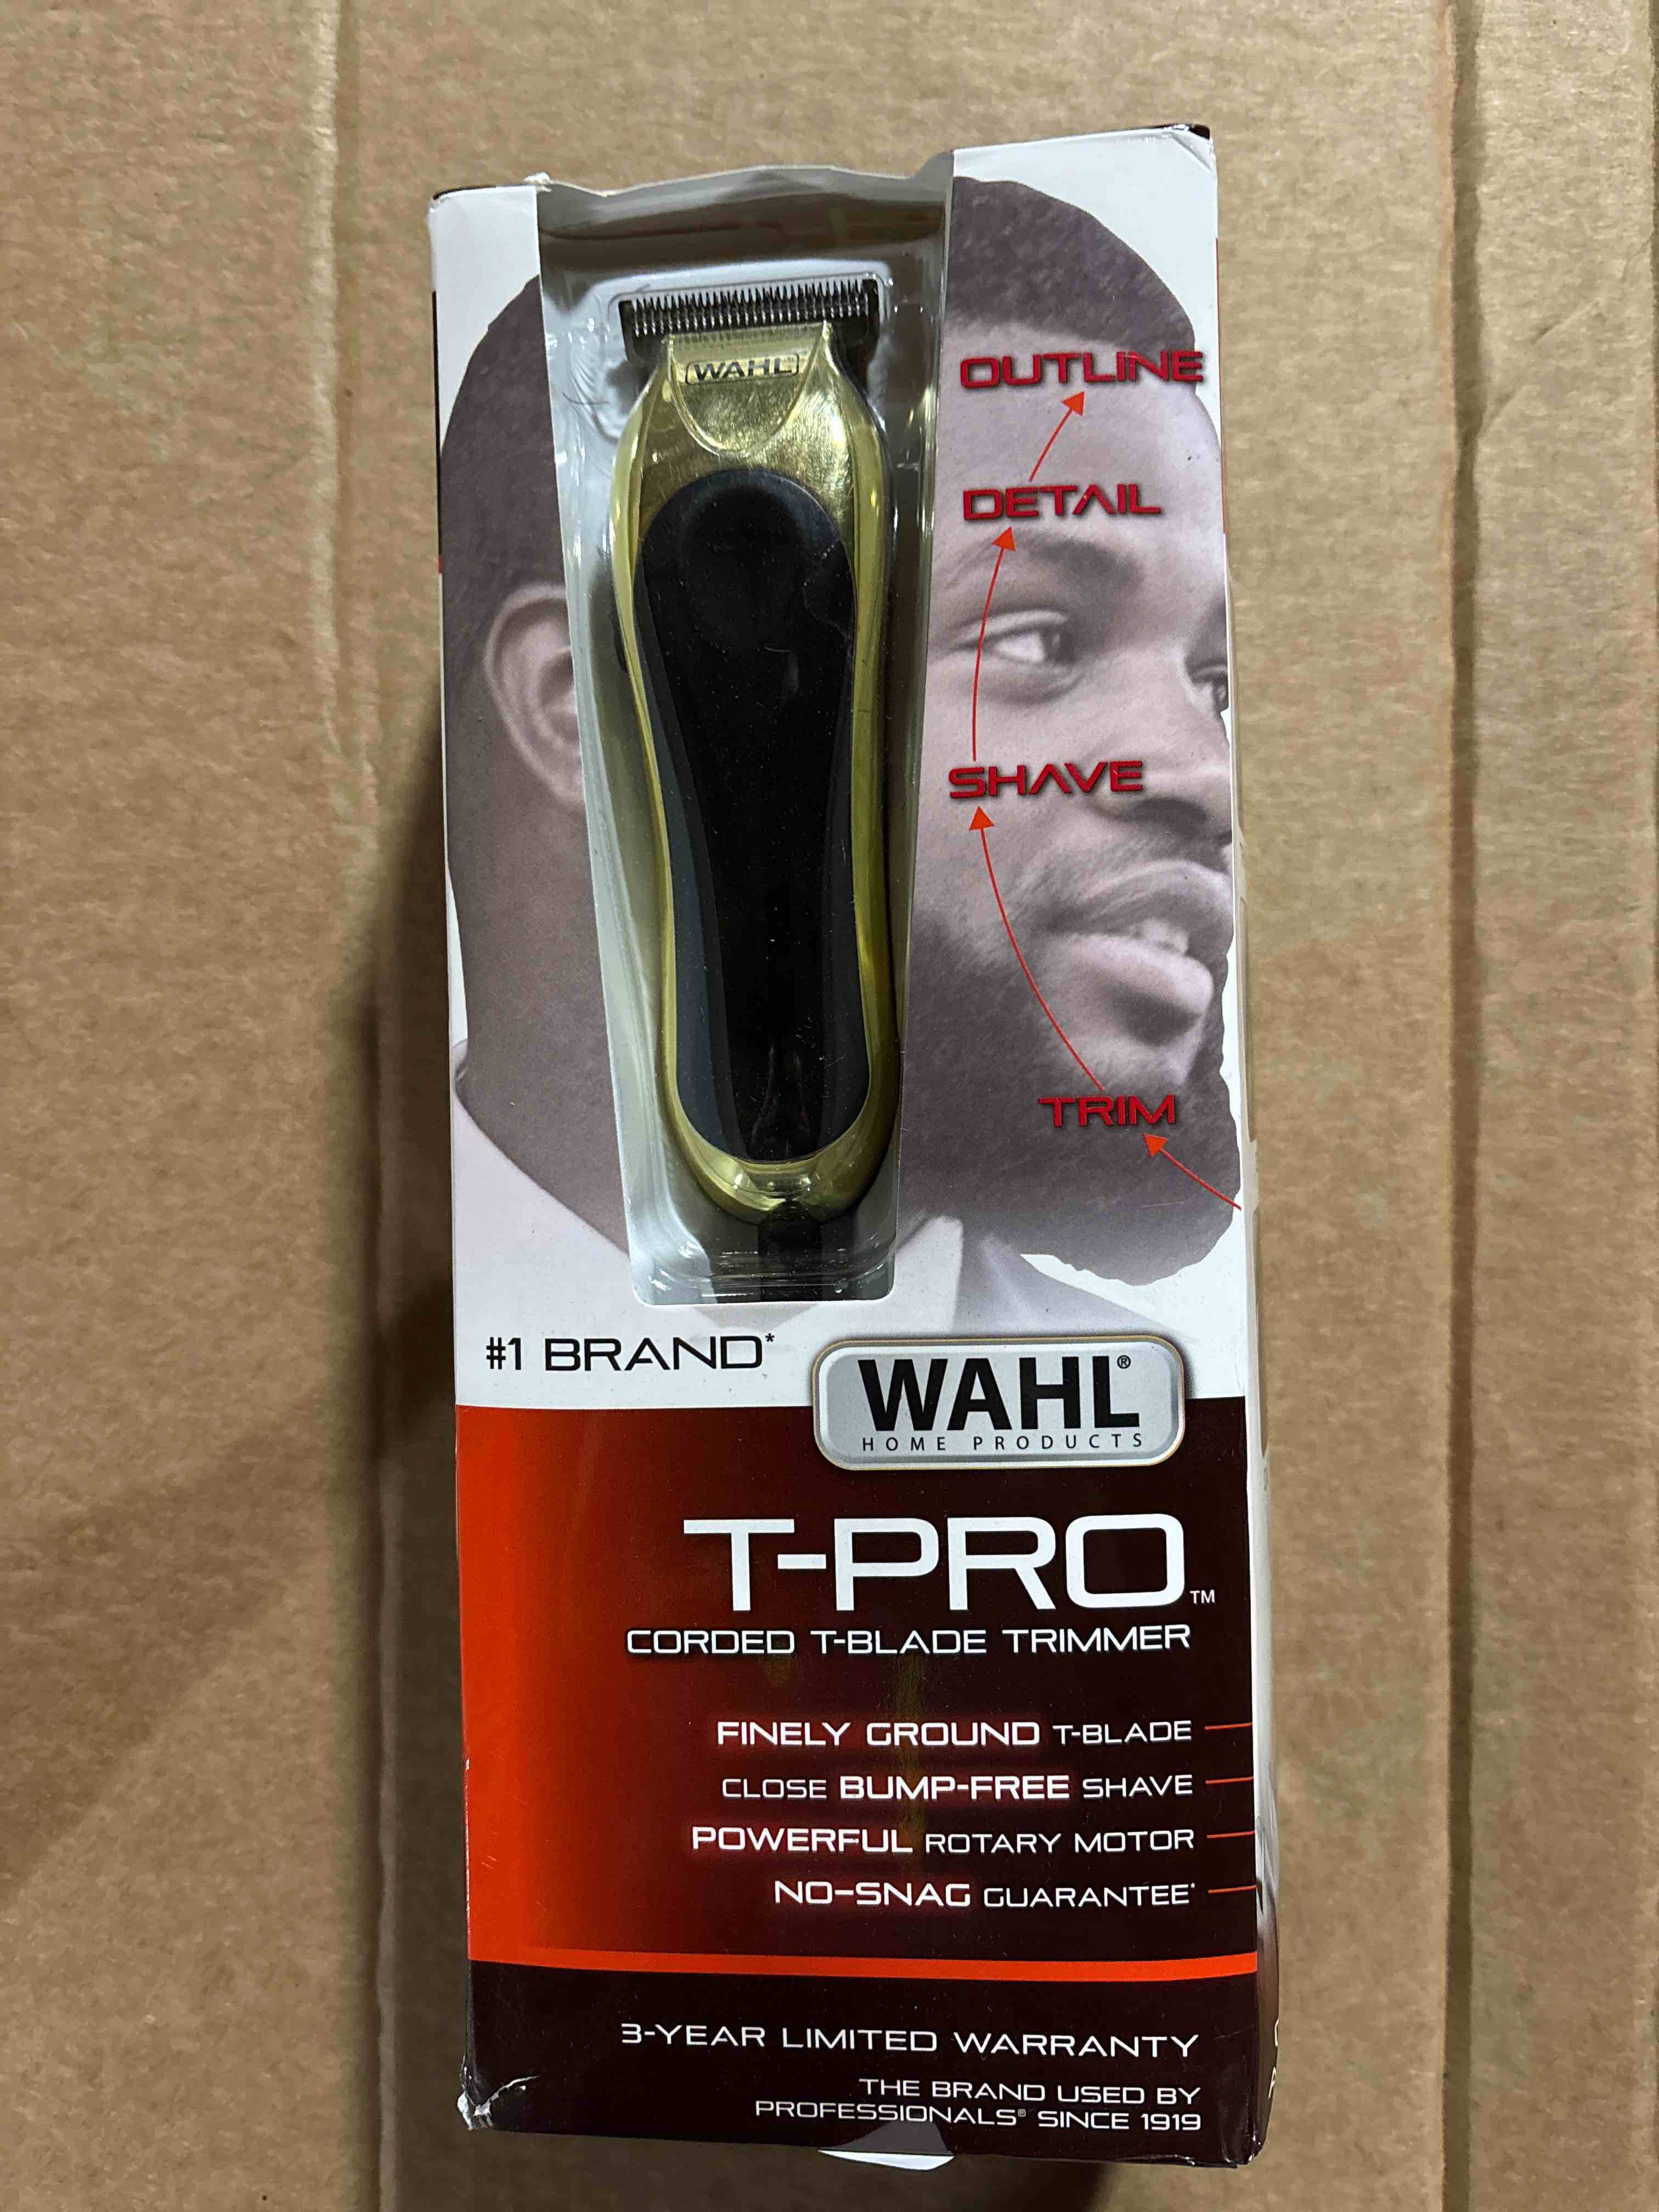 WAHL
OUTLINE
DETAIL
SHAVE
TRIM
#1 BRAND*
WAHL®
HOME PRODUCTS
T-PRO™
CORDED T-BLADE TRIMMER
FINELY GROUND T-BLADE
CLOSE BUMP-FREE SHAVE
POWERFUL ROTARY MOTOR
NO-SNAG GUARANTEE*
3-YEAR LIMITED WARRANTY
THE BRAND USED BY
PROFESSIONALS® SINCE 1919